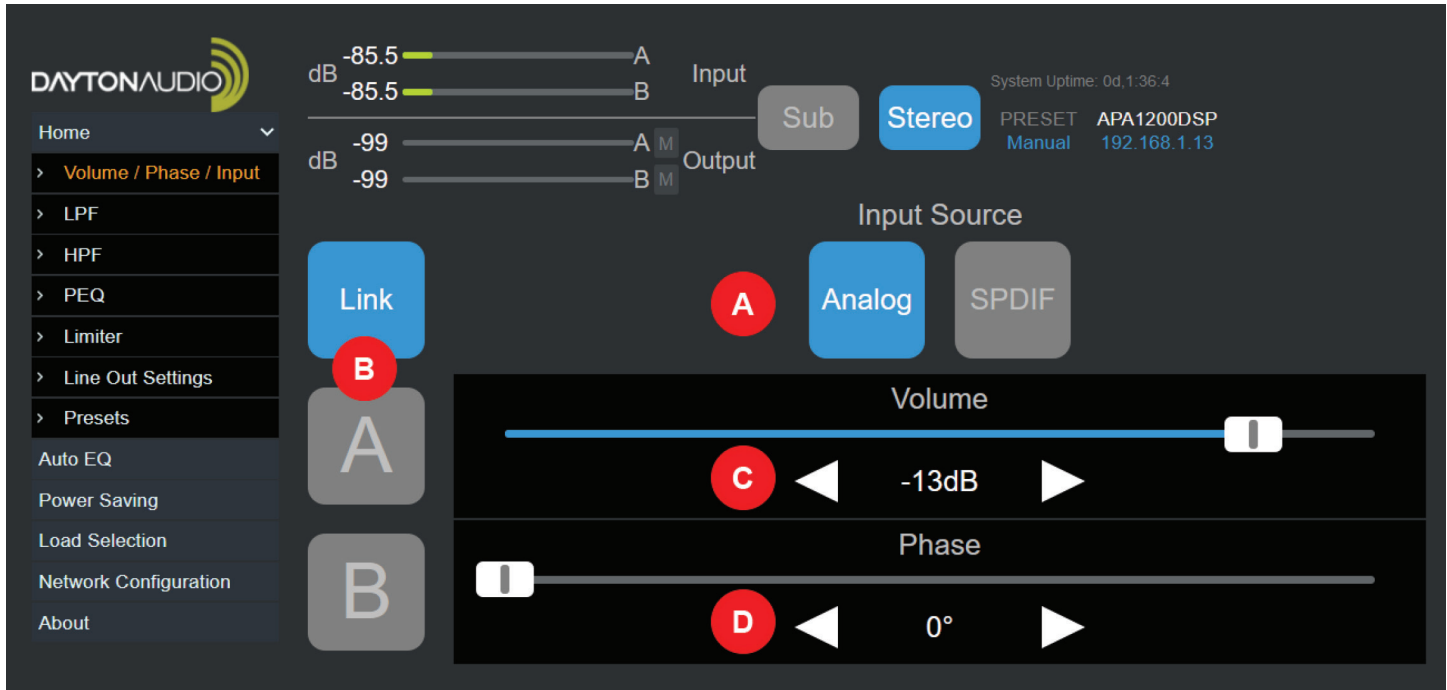 DAYTONAUDIO
Home
Volume / Phase / Input
LPF
HPF
PEQ
Limiter
Line Out Settings
Presets
Auto EQ
Power Saving
Load Selection
Network Configuration
About
dB -85.5 A
-85.5 B
Input
dB -99 A M
-99 B M
Output
Sub
Stereo
System Uptime: 0d,1:36:4
PRESET APA1200DSP
Manual 192.168.1.13
Input Source
Link
A
Analog
SPDIF
B
A
B
Volume
C
-13dB
Phase
D
0°